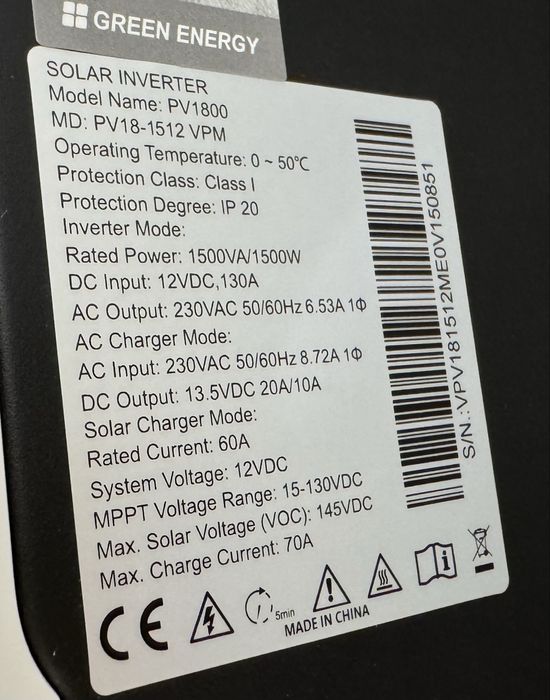 GREEN ENERGY
SOLAR INVERTER
Model Name: PV1800
MD: PV18-1512 VPM
Operating Temperature: 0 ~ 50℃
Protection Class: Class I
Protection Degree: IP 20
Inverter Mode:
Rated Power: 1500VA/1500W
DC Input: 12VDC,130A
AC Output: 230VAC 50/60Hz 6.53A 1Φ
AC Charger Mode:
AC Input: 230VAC 50/60Hz 8.72A 1Φ
DC Output: 13.5VDC 20A/10A
Solar Charger Mode:
Rated Current: 60A
System Voltage: 12VDC
MPPT Voltage Range: 15-130VDC
Max. Solar Voltage (VOC): 145VDC
Max. Charge Current: 70A
S/N.:VPV181512ME0V150851
CE
5min
MADE IN CHINA